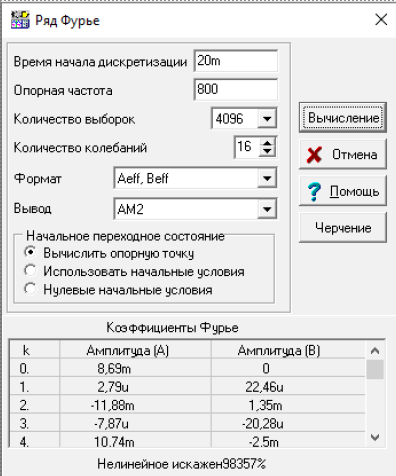 Ряд Фурье
Время начала дискретизации 20m
Опорная частота 800
Количество выборок 4096
Количество колебаний 16
Формат Aeff, Beff
Вывод AM2
Начальное переходное состояние
Вычислить опорную точку
Использовать начальные условия
Нулевые начальные условия
Вычисление
Отмена
Помощь
Черчение
Коэффициенты Фурье
k Амплитуда (A) Амплитуда (B)
0. 8,69m 0
1. 2,79u 22,46u
2. -11,88m 1,35m
3. -7,87u -20,28u
4. 10.74m -2.5m
Нелинейное искажен98357%